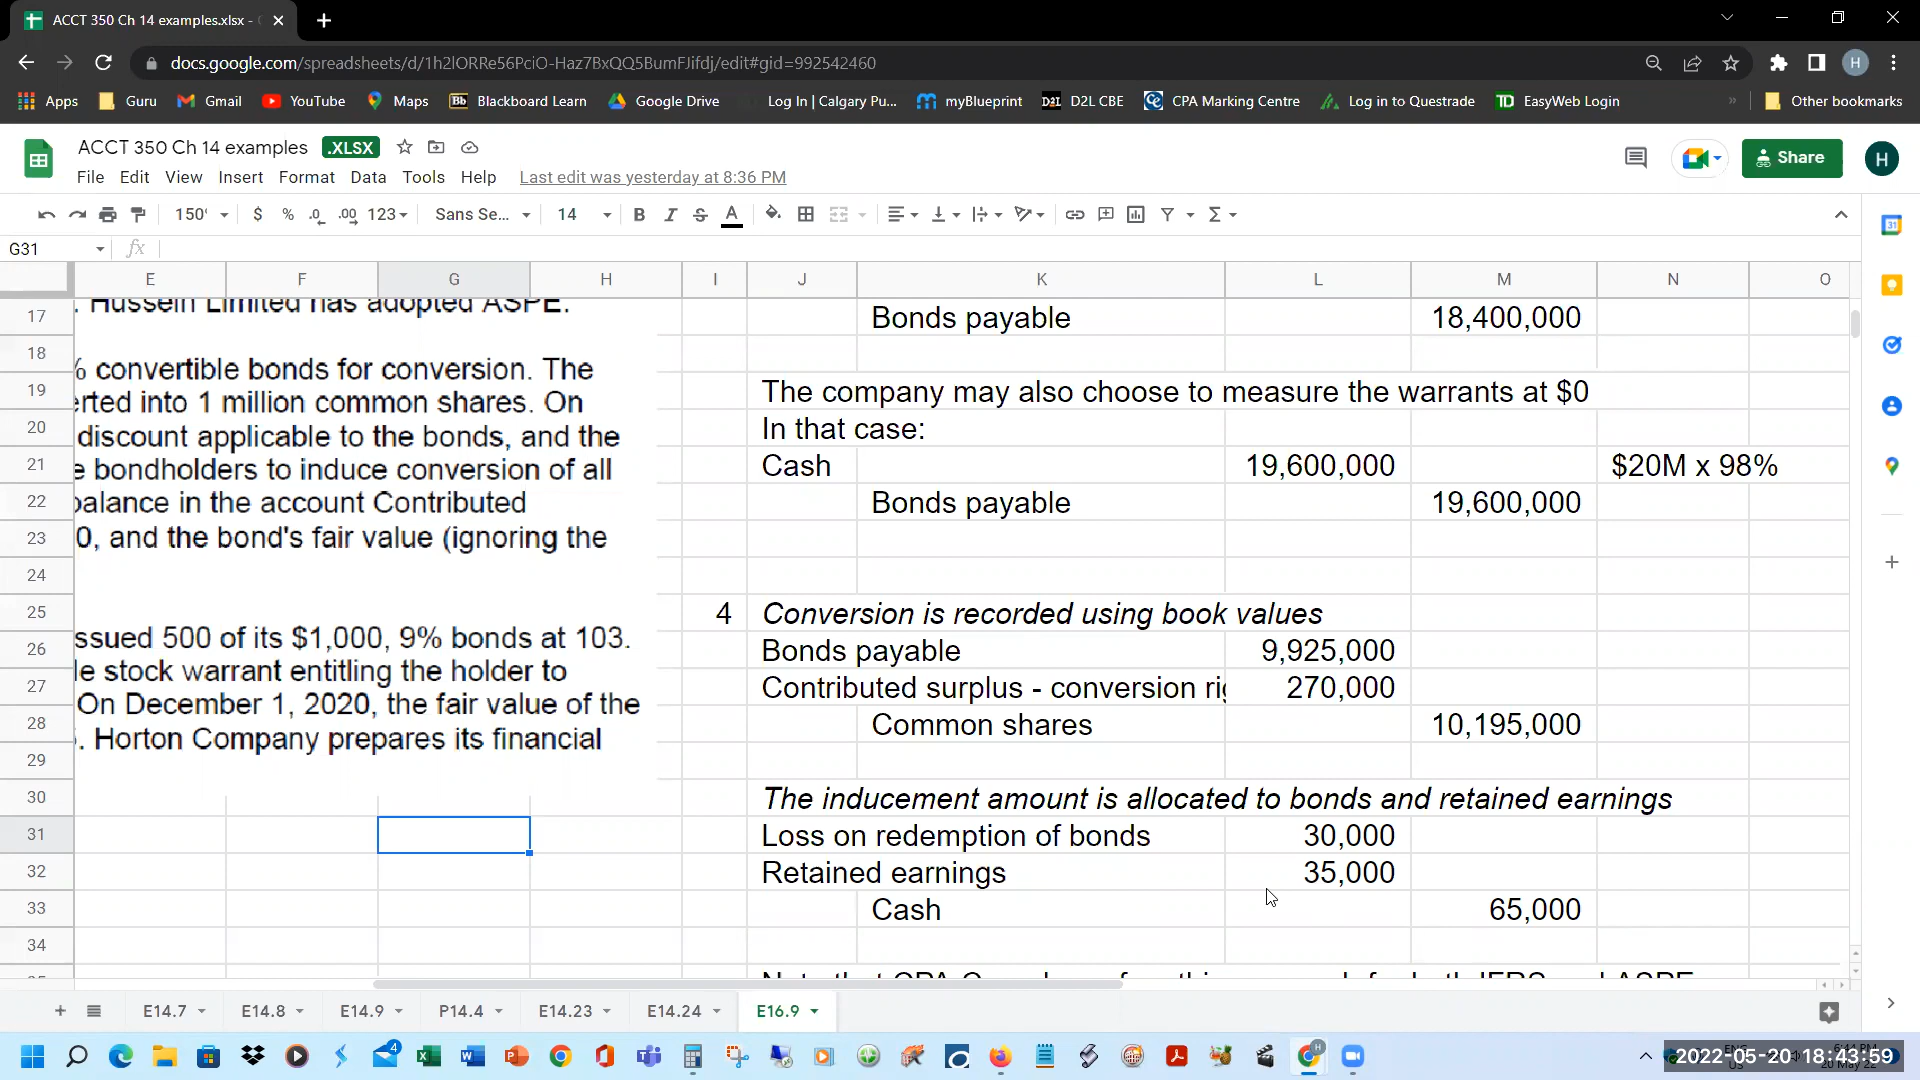 ACCT 350 Ch 14 examples.xlsx -
docs.google.com/spreadsheets/d/1h2lORRe56PciO-Haz7BxQQ5BumFJifdj/edit#gid=992542460
H
Apps Guru Gmail YouTube Maps Bb Blackboard Learn Google Drive Log In | Calgary Pu... myBlueprint D2L D2L CBE CPA Marking Centre Log in to Questrade TD EasyWeb Login » Other bookmarks
ACCT 350 Ch 14 examples .XLSX
Share H
File Edit View Insert Format Data Tools Help Last edit was yesterday at 8:36 PM
150% $ % .0 .00 123 Sans Se... 14 B I S A
31
G31 fx
E F G H I J K L M N O
17 . Hussein Limited has adopted ASPE. Bonds payable 18,400,000
18 % convertible bonds for conversion. The
19 erted into 1 million common shares. On The company may also choose to measure the warrants at $0
20 discount applicable to the bonds, and the In that case:
21 e bondholders to induce conversion of all Cash 19,600,000 $20M x 98%
22 balance in the account Contributed Bonds payable 19,600,000
23 0, and the bond's fair value (ignoring the
24
25 4 Conversion is recorded using book values
26 ssued 500 of its $1,000, 9% bonds at 103. Bonds payable 9,925,000
27 le stock warrant entitling the holder to Contributed surplus - conversion rig 270,000
28 On December 1, 2020, the fair value of the Common shares 10,195,000
29 . Horton Company prepares its financial
30 The inducement amount is allocated to bonds and retained earnings
31 Loss on redemption of bonds 30,000
32 Retained earnings 35,000
33 Cash 65,000
34
E14.7 E14.8 E14.9 P14.4 E14.23 E14.24 E16.9
4
2022-05-20 18:43:59